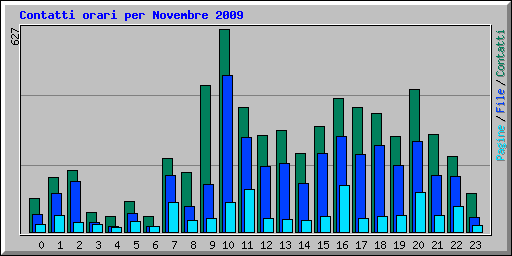 Contatti orari per Novembre 2009
627
Pagine / File / Contatti
0 1 2 3 4 5 6 7 8 9 10 11 12 13 14 15 16 17 18 19 20 21 22 23